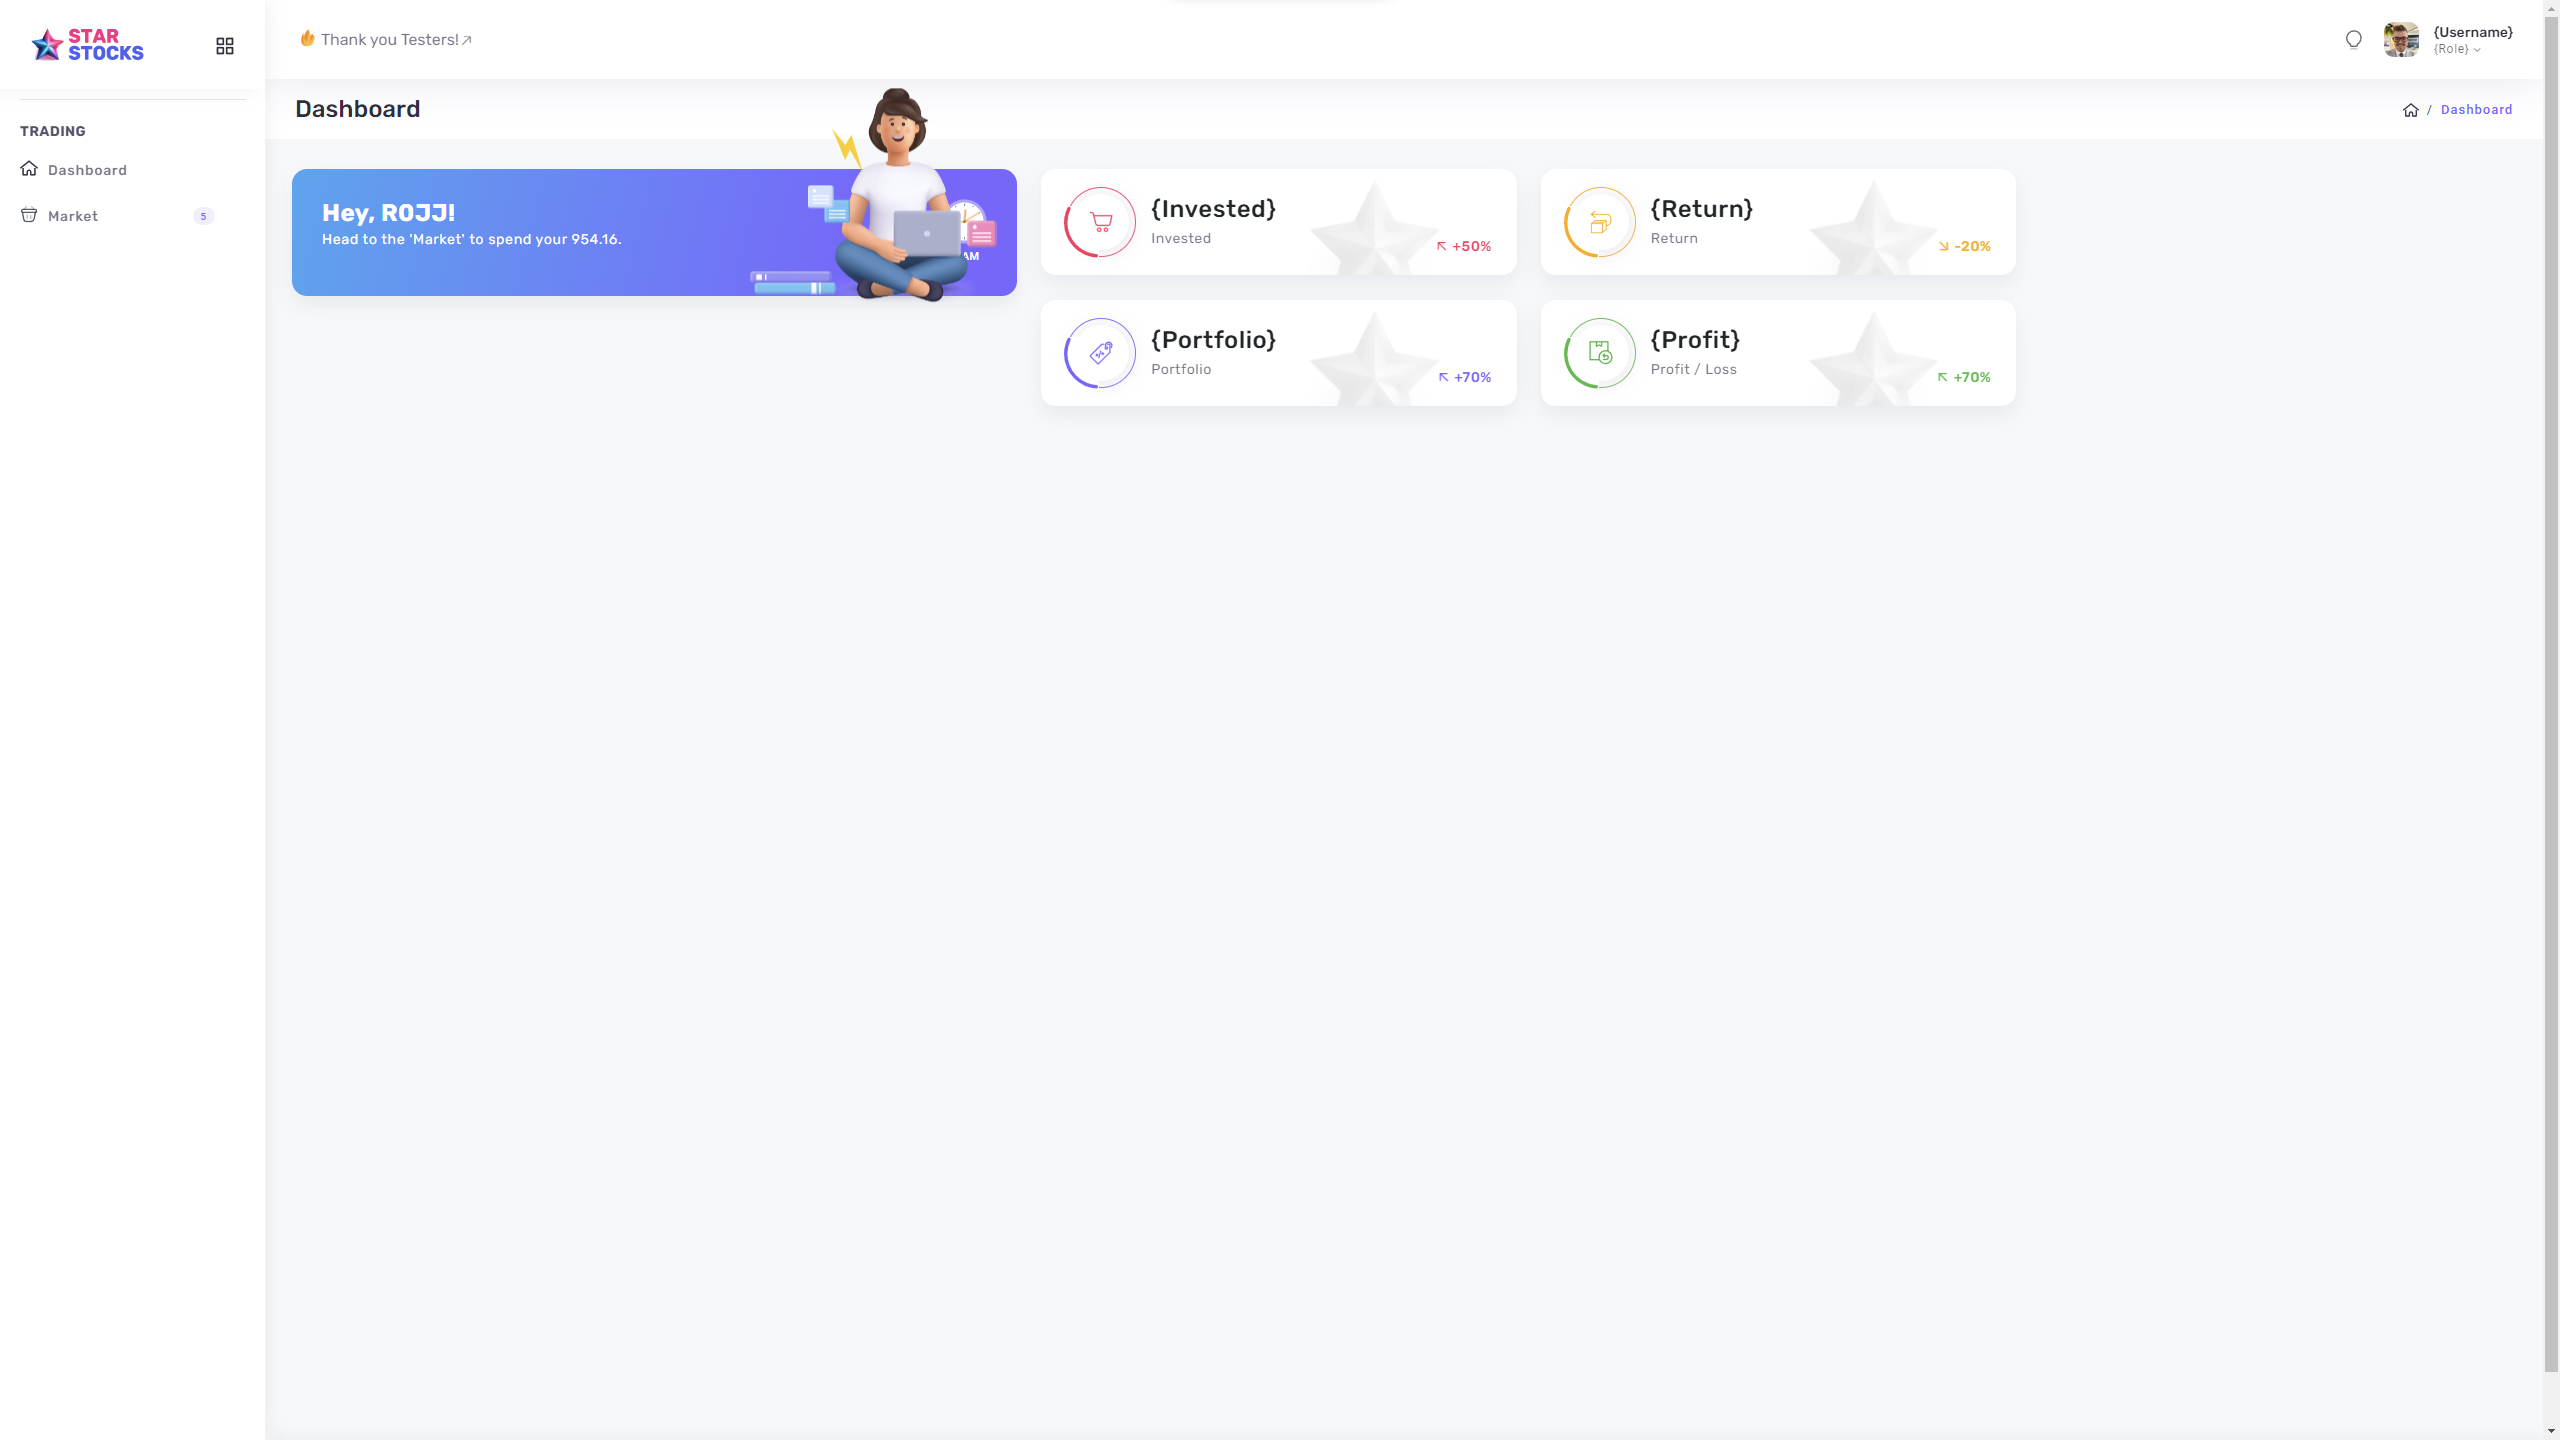 STAR
STOCKS
Thank you Testers!
{Username}
{Role}
TRADING
Dashboard
Market
5
Dashboard
/ Dashboard
Hey, R0JJ!
Head to the 'Market' to spend your 954.16.
AM
{Invested}
Invested
+50%
{Return}
Return
-20%
{Portfolio}
Portfolio
+70%
{Profit}
Profit / Loss
+70%